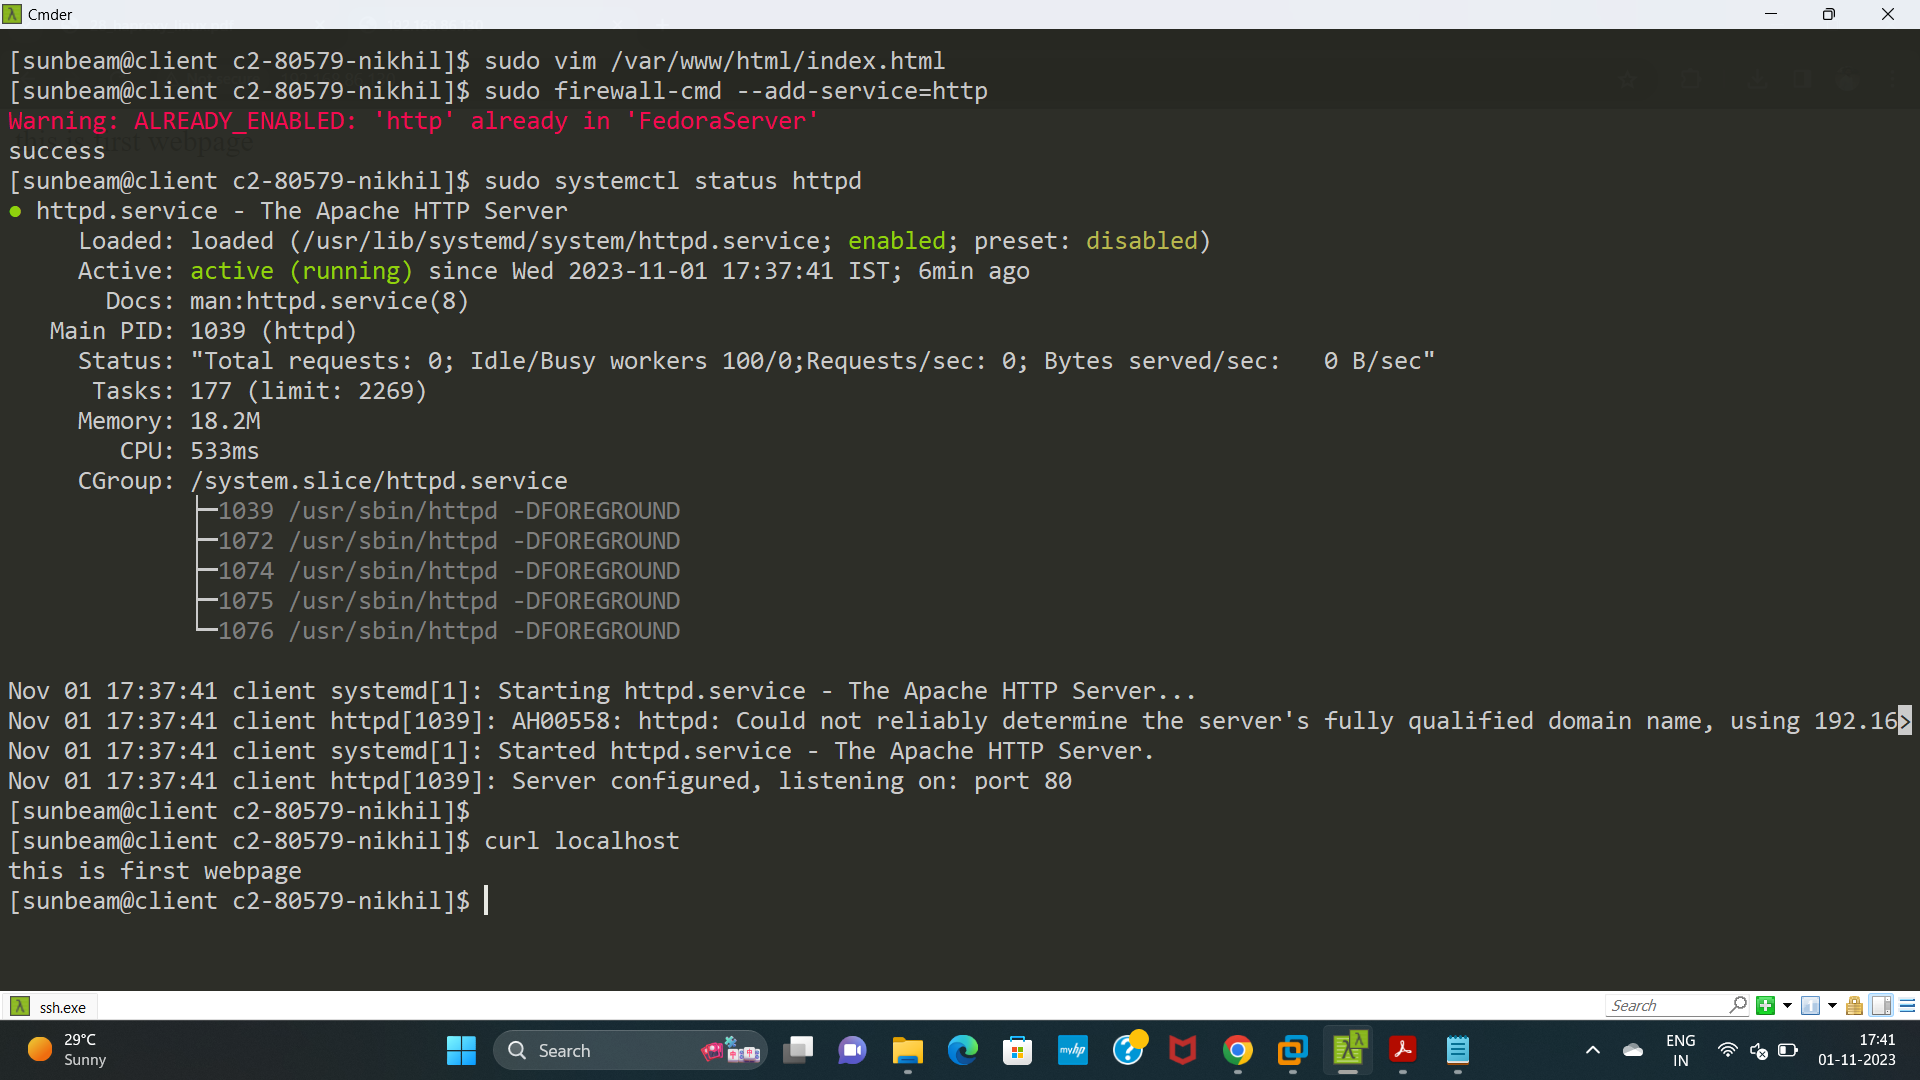 Cmder
[sunbeam@client c2-80579-nikhil]$ sudo vim /var/www/html/index.html
[sunbeam@client c2-80579-nikhil]$ sudo firewall-cmd --add-service=http
Warning: ALREADY_ENABLED: 'http' already in 'FedoraServer'
success
[sunbeam@client c2-80579-nikhil]$ sudo systemctl status httpd
● httpd.service - The Apache HTTP Server
     Loaded: loaded (/usr/lib/systemd/system/httpd.service; enabled; preset: disabled)
     Active: active (running) since Wed 2023-11-01 17:37:41 IST; 6min ago
       Docs: man:httpd.service(8)
   Main PID: 1039 (httpd)
     Status: "Total requests: 0; Idle/Busy workers 100/0;Requests/sec: 0; Bytes served/sec:   0 B/sec"
      Tasks: 177 (limit: 2269)
     Memory: 18.2M
        CPU: 533ms
     CGroup: /system.slice/httpd.service
             ├─1039 /usr/sbin/httpd -DFOREGROUND
             ├─1072 /usr/sbin/httpd -DFOREGROUND
             ├─1074 /usr/sbin/httpd -DFOREGROUND
             ├─1075 /usr/sbin/httpd -DFOREGROUND
             └─1076 /usr/sbin/httpd -DFOREGROUND
Nov 01 17:37:41 client systemd[1]: Starting httpd.service - The Apache HTTP Server...
Nov 01 17:37:41 client httpd[1039]: AH00558: httpd: Could not reliably determine the server's fully qualified domain name, using 192.16>
Nov 01 17:37:41 client systemd[1]: Started httpd.service - The Apache HTTP Server.
Nov 01 17:37:41 client httpd[1039]: Server configured, listening on: port 80
[sunbeam@client c2-80579-nikhil]$
[sunbeam@client c2-80579-nikhil]$ curl localhost
this is first webpage
[sunbeam@client c2-80579-nikhil]$
ssh.exe
Search
29°C
Sunny
Search
myhp
ENG
IN
17:41
01-11-2023